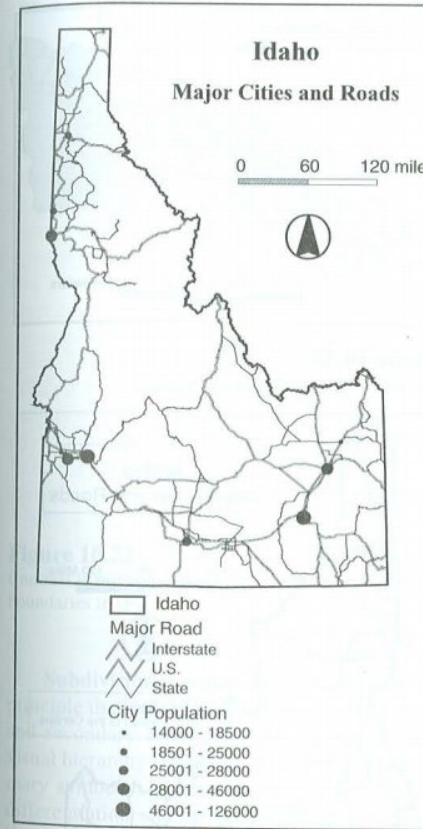 Idaho
Major Cities and Roads
0 60 120 mile
Idaho
Major Road
Interstate
U.S.
State
City Population
14000 - 18500
18501 - 25000
25001 - 28000
28001 - 46000
46001 - 126000